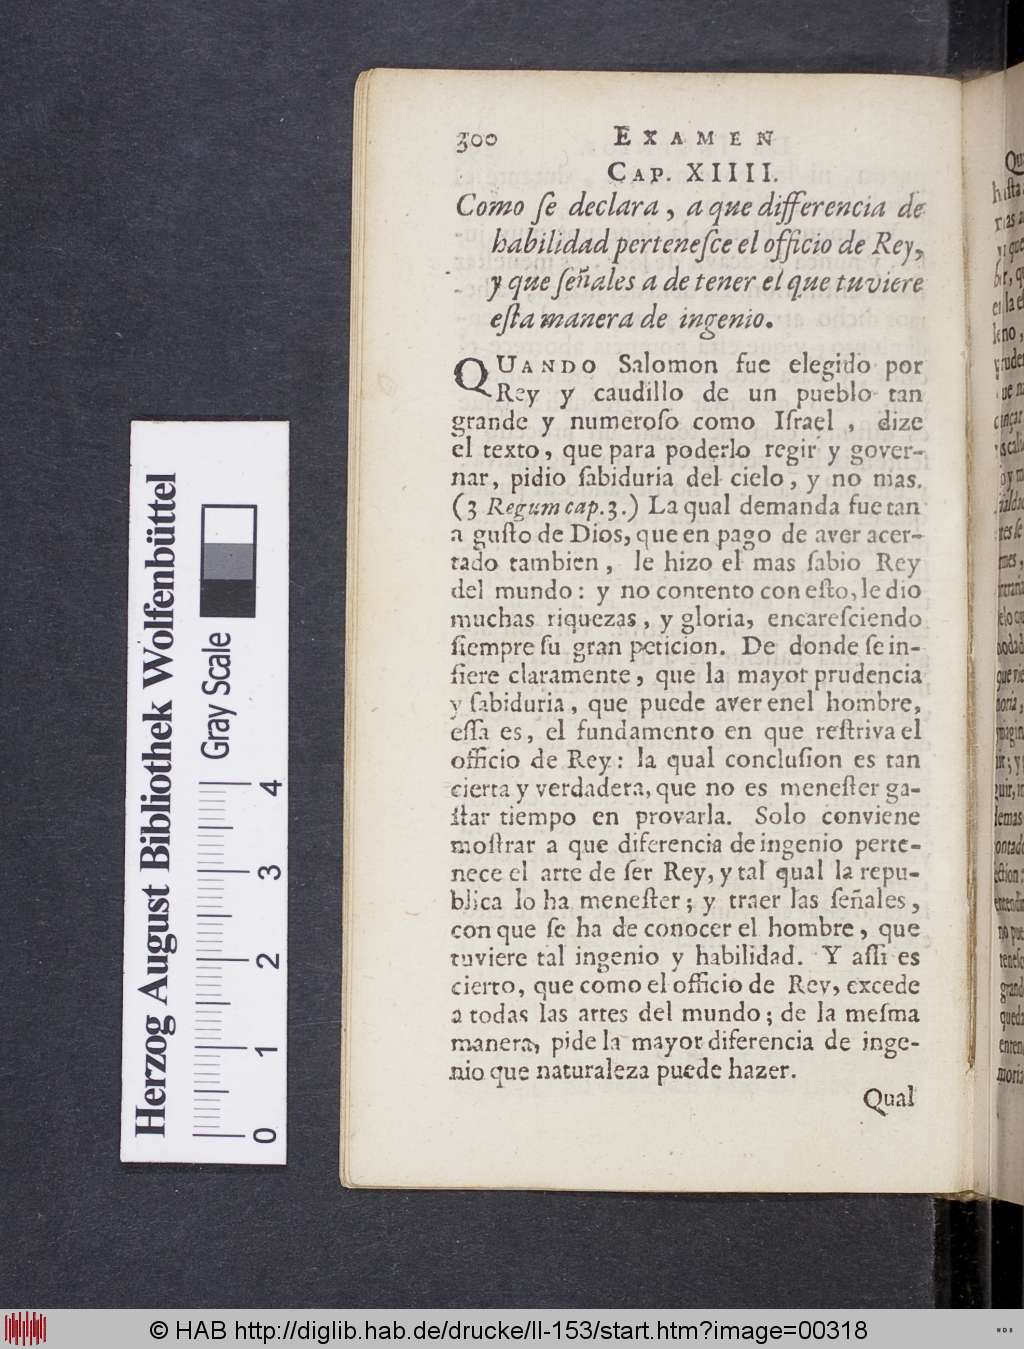 300 EXAMEN
CAP. XIIII.
Como ſe declara, a que differencia de
habilidad perteneſce el officio de Rey,
y que ſeñales a de tener el que tuviere
eſta manera de ingenio.
QUANDO Salomon fue elegido por
Rey y caudillo de un pueblo tan
grande y numeroſo como Iſrael, dize
el texto, que para poderlo regir y gover-
nar, pidio ſabiduria del cielo, y no mas.
(3 Regum cap.3.) La qual demanda fue tan
a guſto de Dios, que en pago de aver acer-
tado tambien, le hizo el mas ſabio Rey
del mundo: y no contento con eſto, le dio
muchas riquezas, y gloria, encareſciendo
ſiempre ſu gran peticion. De donde ſe in-
fiere claramente, que la mayor prudencia
y ſabiduria, que puede aver enel hombre,
eſſa es, el fundamento en que reſtriva el
officio de Rey: la qual concluſion es tan
cierta y verdadera, que no es meneſter ga-
ſtar tiempo en provarla. Solo conviene
moſtrar a que diferencia de ingenio perte-
nece el arte de ſer Rey, y tal qual la repu-
blica lo ha meneſter; y traer las ſeñales,
con que ſe ha de conocer el hombre, que
tuviere tal ingenio y habilidad. Y aſſi es
cierto, que como el officio de Rey, excede
a todas las artes del mundo; de la meſma
manera, pide la mayor diferencia de inge-
nio que naturaleza puede hazer.
Qual
Herzog August Bibliothek Wolfenbüttel
Gray Scale
0 1 2 3 4
© HAB http://diglib.hab.de/drucke/ll-153/start.htm?image=00318